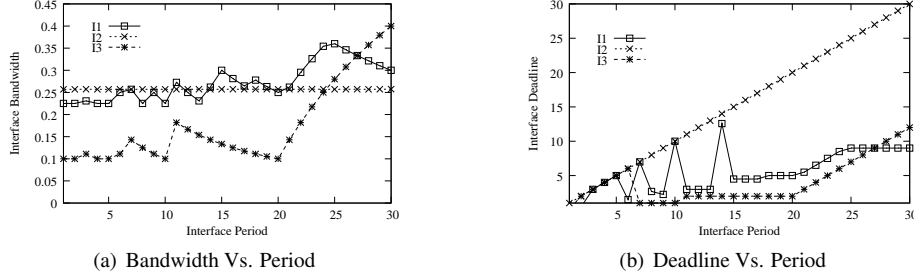 0.45
0.4
0.35
0.3
0.25
0.2
0.15
0.1
0.05
0
I1
I2
I3
Interface Bandwidth
5 10 15 20 25 30
Interface Period
(a) Bandwidth Vs. Period
30
25
20
15
10
5
I1
I2
I3
Interface Deadline
5 10 15 20 25 30
Interface Period
(b) Deadline Vs. Period